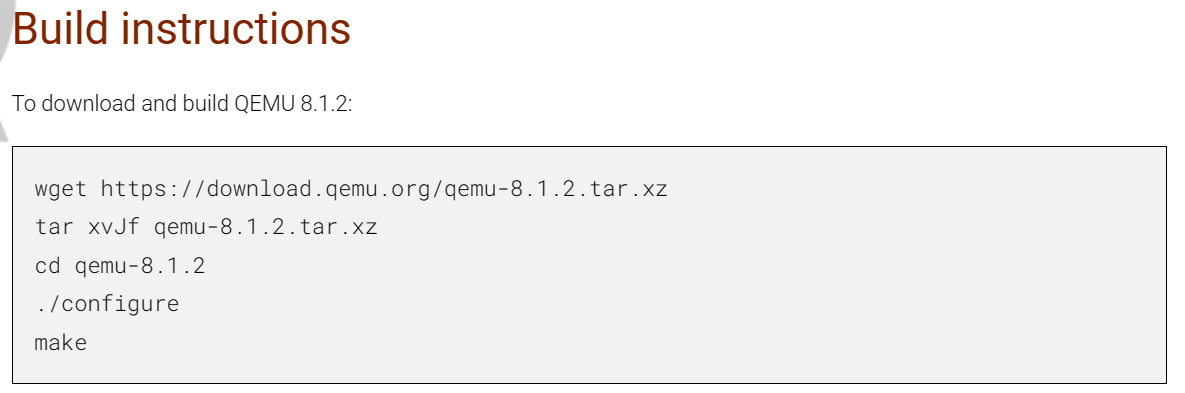 Build instructions
To download and build QEMU 8.1.2:
wget https://download.qemu.org/qemu-8.1.2.tar.xz
tar xvJf qemu-8.1.2.tar.xz
cd qemu-8.1.2
./configure
make